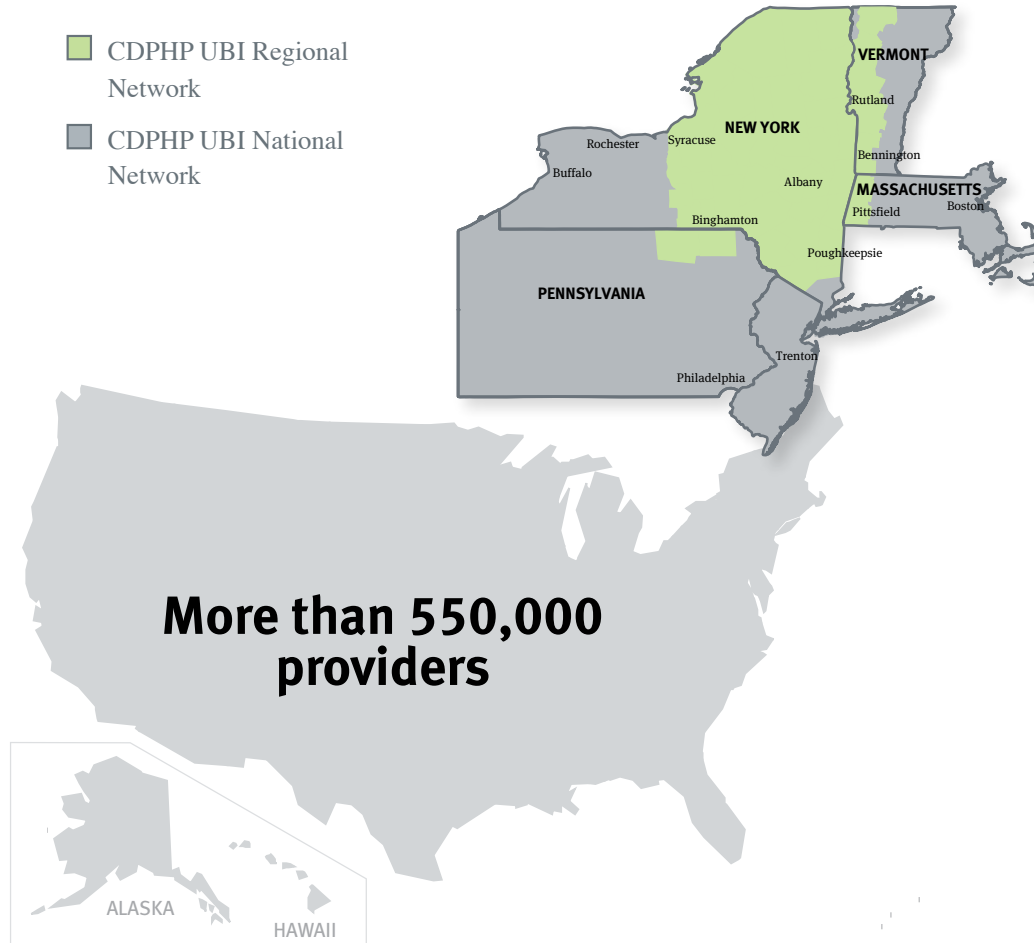 CDPHP UBI Regional
Network
CDPHP UBI National
Network
VERMONT
Rutland
NEW YORK
Rochester
Syracuse
Buffalo
Bennington
Albany
MASSACHUSETTS
Pittsfield
Boston
Binghamton
Poughkeepsie
PENNSYLVANIA
Trenton
Philadelphia
More than 550,000
providers
ALASKA
HAWAII